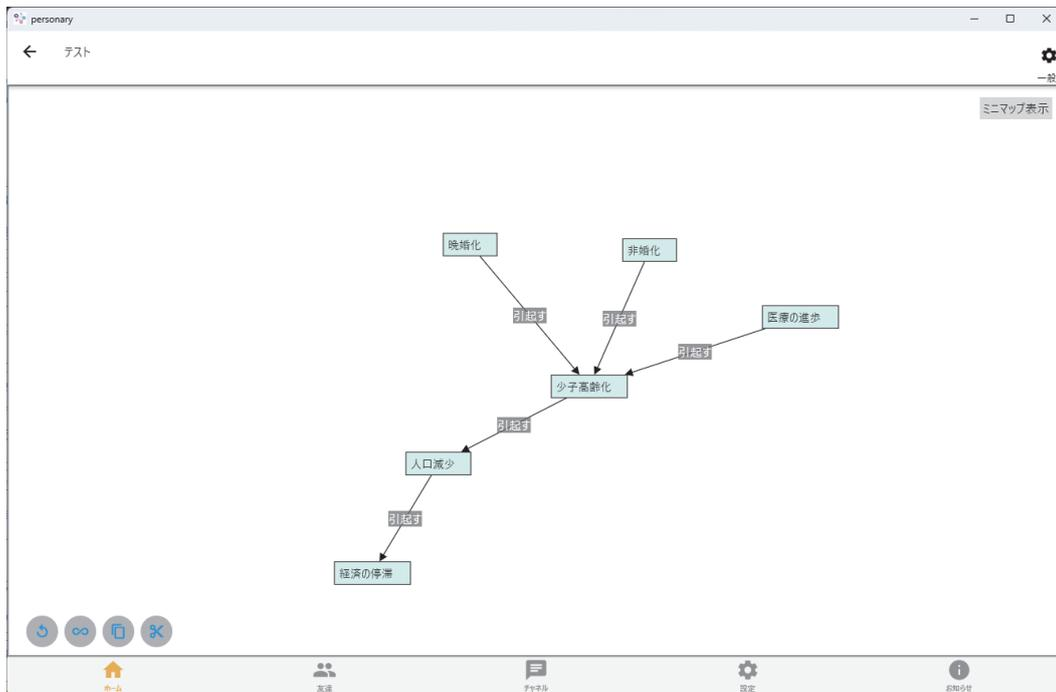 personary
テスト
一般
ミニマップ表示
晩婚化
非婚化
引起す
引起す
医療の進歩
引起す
少子高齢化
引起す
人口減少
引起す
経済の停滞
ホーム
友達
チャネル
設定
お知らせ